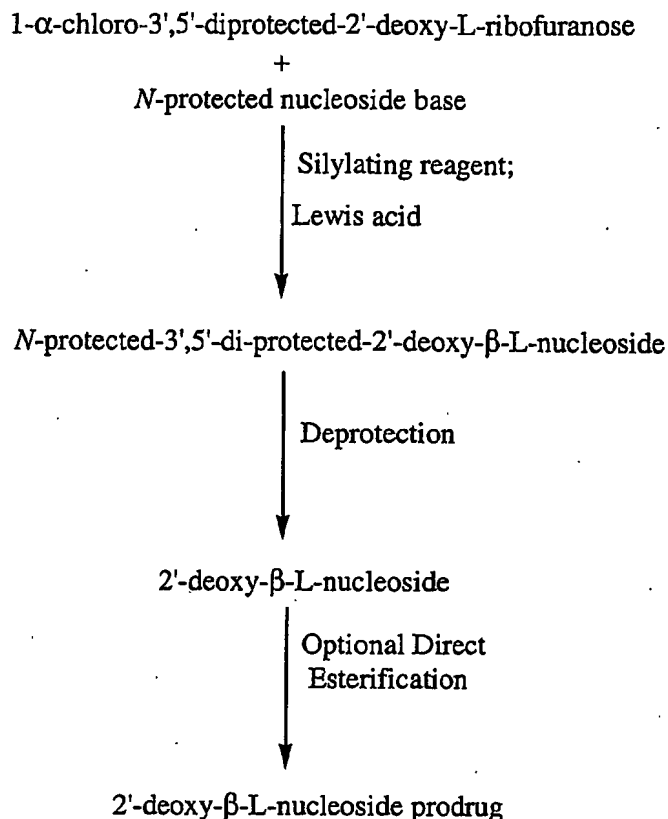 1-α-chloro-3',5'-diprotected-2'-deoxy-L-ribofuranose
+
N-protected nucleoside base
Silylating reagent;
Lewis acid
N-protected-3',5'-di-protected-2'-deoxy-β-L-nucleoside
Deprotection
2'-deoxy-β-L-nucleoside
Optional Direct
Esterification
2'-deoxy-β-L-nucleoside prodrug